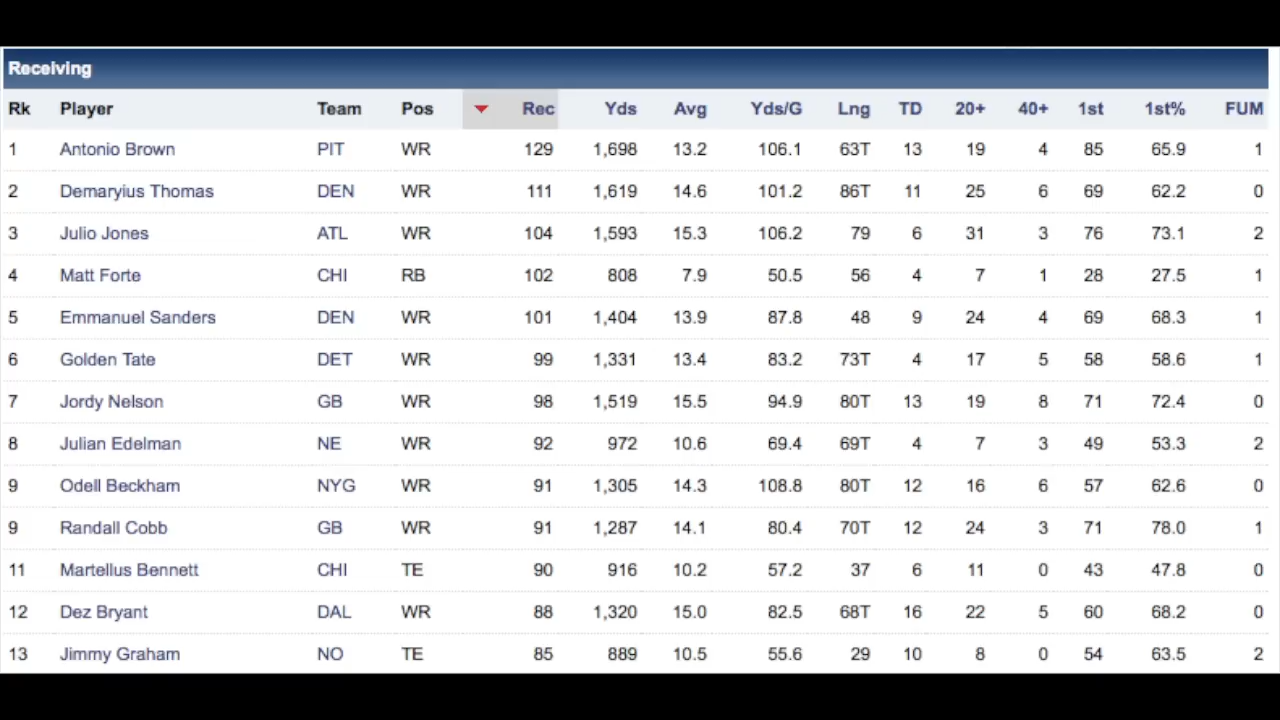 Receiving
Rk Player Team Pos Rec Yds Avg Yds/G Lng TD 20+ 40+ 1st 1st% FUM
1 Antonio Brown PIT WR 129 1,698 13.2 106.1 63T 13 19 4 85 65.9 1
2 Demaryius Thomas DEN WR 111 1,619 14.6 101.2 86T 11 25 6 69 62.2 0
3 Julio Jones ATL WR 104 1,593 15.3 106.2 79 6 31 3 76 73.1 2
4 Matt Forte CHI RB 102 808 7.9 50.5 56 4 7 1 28 27.5 1
5 Emmanuel Sanders DEN WR 101 1,404 13.9 87.8 48 9 24 4 69 68.3 1
6 Golden Tate DET WR 99 1,331 13.4 83.2 73T 4 17 5 58 58.6 1
7 Jordy Nelson GB WR 98 1,519 15.5 94.9 80T 13 19 8 71 72.4 0
8 Julian Edelman NE WR 92 972 10.6 69.4 69T 4 7 3 49 53.3 2
9 Odell Beckham NYG WR 91 1,305 14.3 108.8 80T 12 16 6 57 62.6 0
9 Randall Cobb GB WR 91 1,287 14.1 80.4 70T 12 24 3 71 78.0 1
11 Martellus Bennett CHI TE 90 916 10.2 57.2 37 6 11 0 43 47.8 0
12 Dez Bryant DAL WR 88 1,320 15.0 82.5 68T 16 22 5 60 68.2 0
13 Jimmy Graham NO TE 85 889 10.5 55.6 29 10 8 0 54 63.5 2